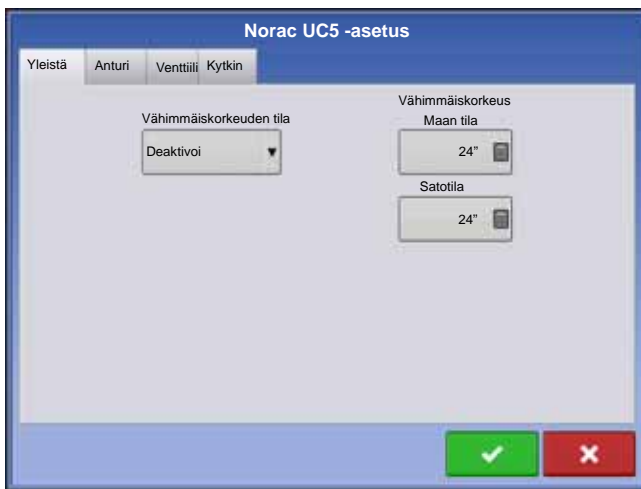 Norac UC5 -asetus
Yleistä Anturi Venttiili Kytkin
Vähimmäiskorkeus
Vähimmäiskorkeuden tila Maan tila
Deaktivoi 24”
Satotila
24”